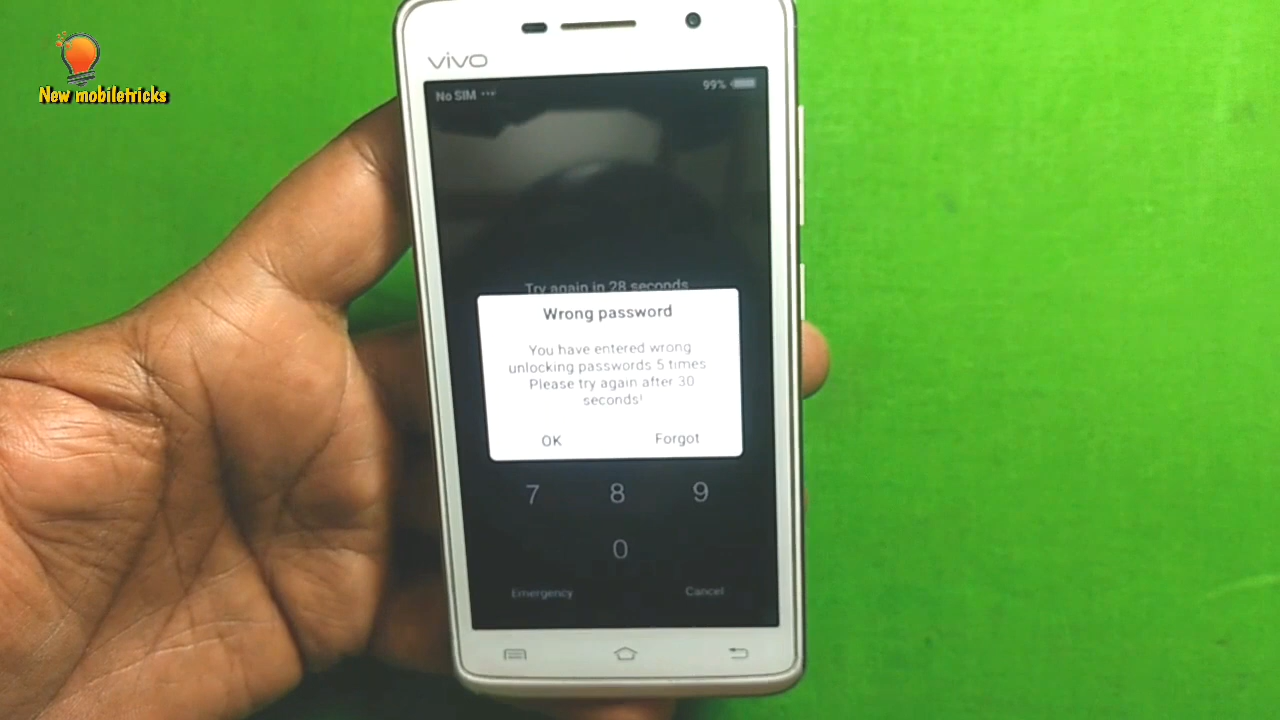 New mobiletricks
vivo
No SIM ···
99%
Try again in 28 seconds
Wrong password
You have entered wrong
unlocking passwords 5 times
Please try again after 30
seconds!
OK Forgot
7 8 9
0
Emergency Cancel